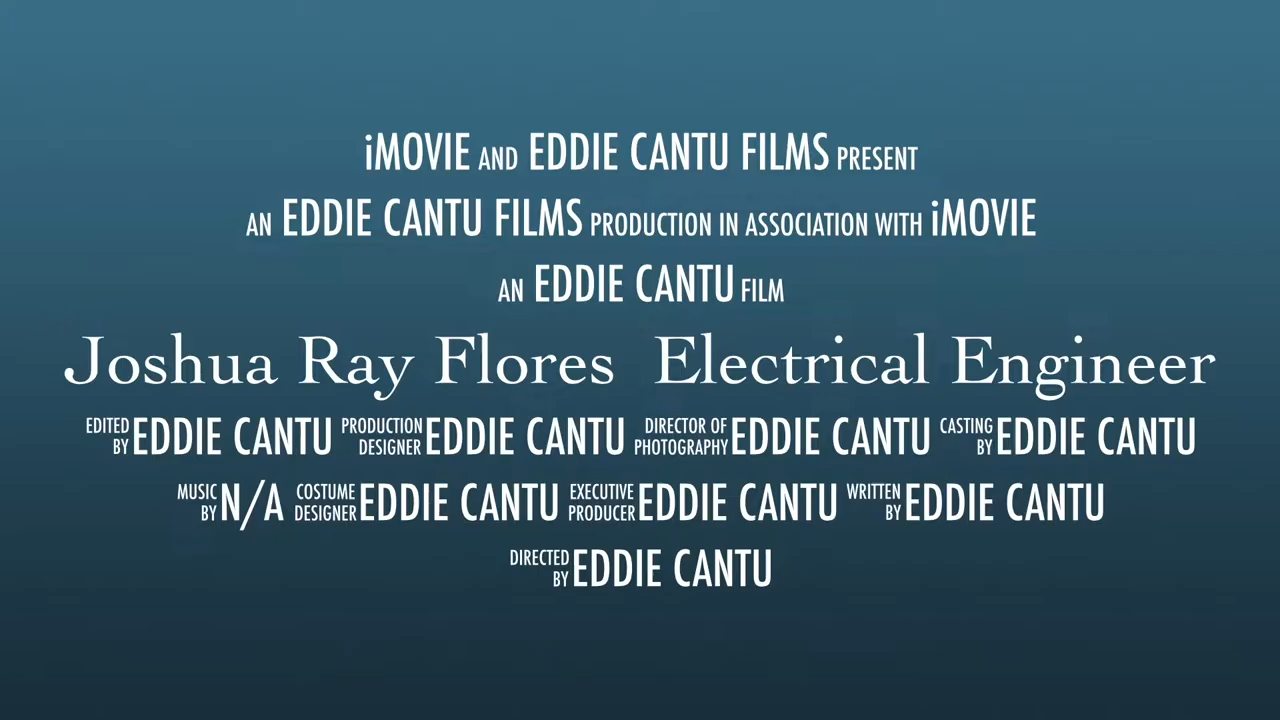 iMOVIE AND EDDIE CANTU FILMS PRESENT
AN EDDIE CANTU FILMS PRODUCTION IN ASSOCIATION WITH iMOVIE
AN EDDIE CANTU FILM
Joshua Ray Flores Electrical Engineer
EDITED BY EDDIE CANTU PRODUCTION DESIGNER EDDIE CANTU DIRECTOR OF PHOTOGRAPHY EDDIE CANTU CASTING BY EDDIE CANTU
MUSIC BY N/A COSTUME DESIGNER EDDIE CANTU EXECUTIVE PRODUCER EDDIE CANTU WRITTEN BY EDDIE CANTU
DIRECTED BY EDDIE CANTU